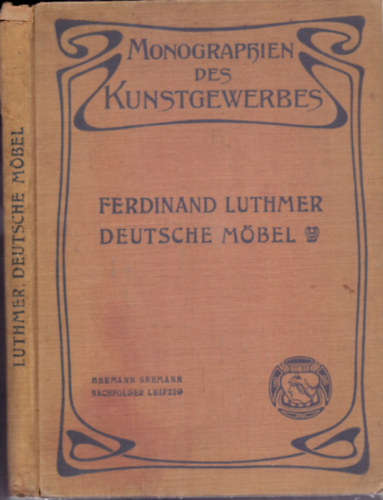 LUTHMER, DEUTSCHE MÖBEL
MONOGRAPHIEN
DES
KUNSTGEWERBES
FERDINAND LUTHMER
DEUTSCHE MÖBEL
HERMANN SEEMANN
NACHFOLGER LEIPZIG